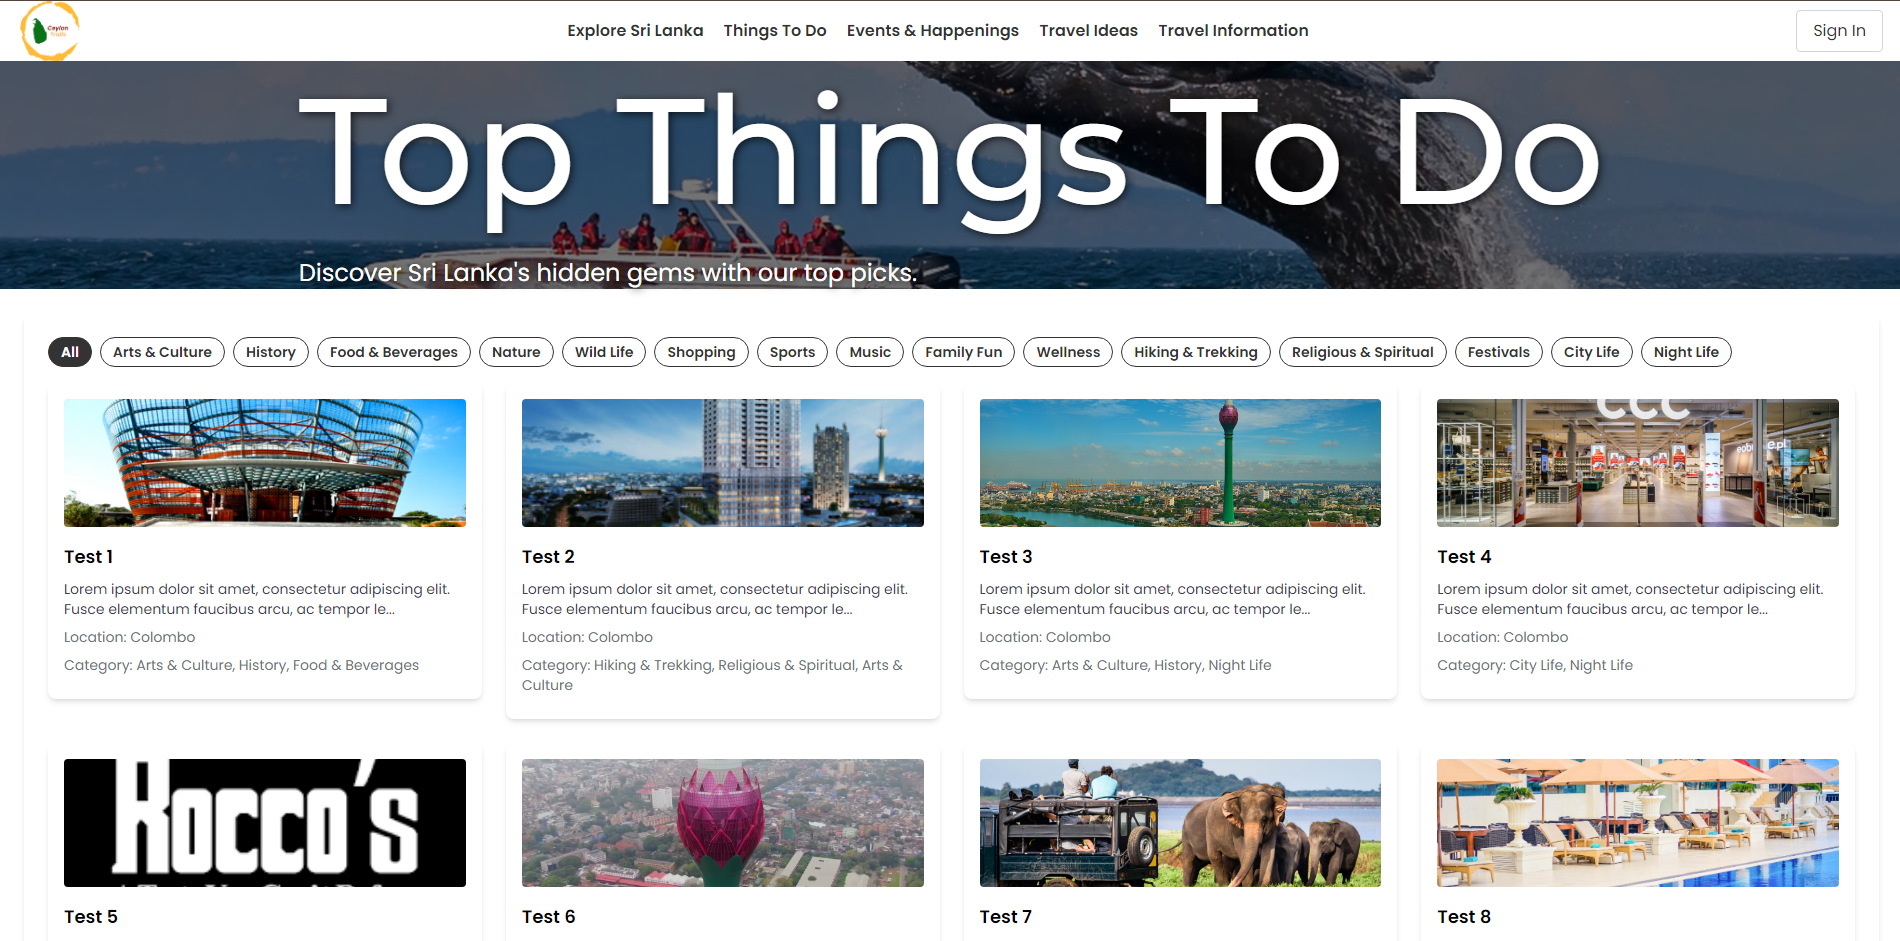 Ceylon
Trails
Explore Sri Lanka Things To Do Events & Happenings Travel Ideas Travel Information
Sign In
Top Things To Do
Discover Sri Lanka's hidden gems with our top picks.
All Arts & Culture History Food & Beverages Nature Wild Life Shopping Sports Music Family Fun Wellness Hiking & Trekking Religious & Spiritual Festivals City Life Night Life
CCC
Test 1
Lorem ipsum dolor sit amet, consectetur adipiscing elit.
Fusce elementum faucibus arcu, ac tempor le...
Location: Colombo
Category: Arts & Culture, History, Food & Beverages
Test 2
Lorem ipsum dolor sit amet, consectetur adipiscing elit.
Fusce elementum faucibus arcu, ac tempor le...
Location: Colombo
Category: Hiking & Trekking, Religious & Spiritual, Arts &
Culture
Test 3
Lorem ipsum dolor sit amet, consectetur adipiscing elit.
Fusce elementum faucibus arcu, ac tempor le...
Location: Colombo
Category: Arts & Culture, History, Night Life
Test 4
Lorem ipsum dolor sit amet, consectetur adipiscing elit.
Fusce elementum faucibus arcu, ac tempor le...
Location: Colombo
Category: City Life, Night Life
Rocco's
Test 5
Test 6
Test 7
Test 8